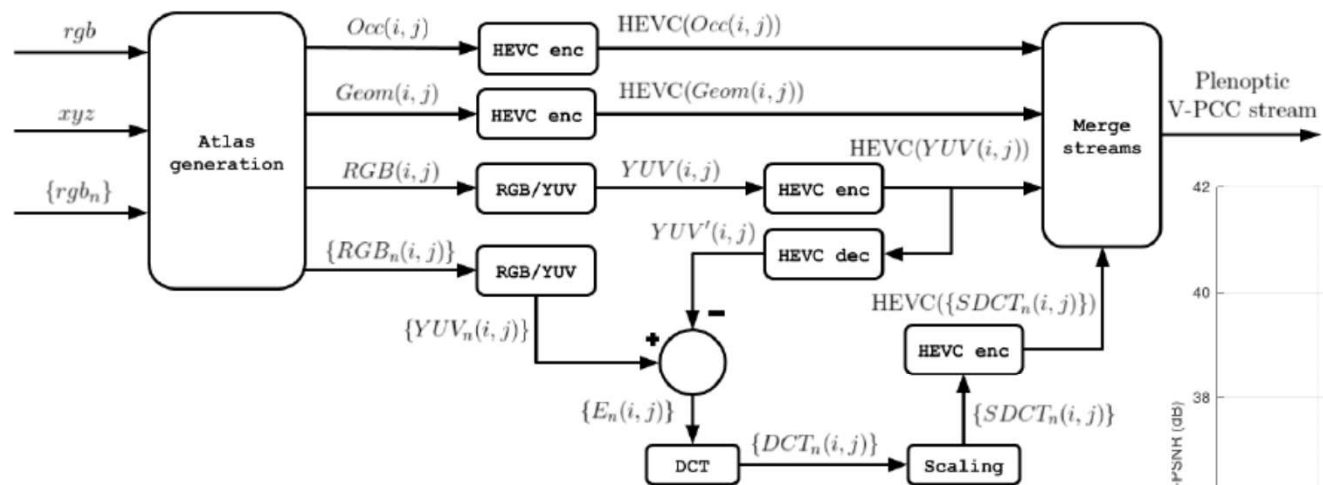 rgb
Occ(i, j)
HEVC enc
HEVC(Occ(i, j))
xyz
Geom(i, j)
HEVC enc
HEVC(Geom(i, j))
Atlas
generation
Merge
streams
Plenoptic
V-PCC stream
{rgb_n}
RGB(i, j)
RGB/YUV
YUV(i, j)
HEVC enc
HEVC(YUV(i, j))
{RGB_n(i, j)}
RGB/YUV
YUV'(i, j)
HEVC dec
{YUV_n(i, j)}
+
−
HEVC({SDCT_n(i, j)})
HEVC enc
{E_n(i, j)}
DCT
{DCT_n(i, j)}
Scaling
{SDCT_n(i, j)}
42
40
38
-PSNR (dB)